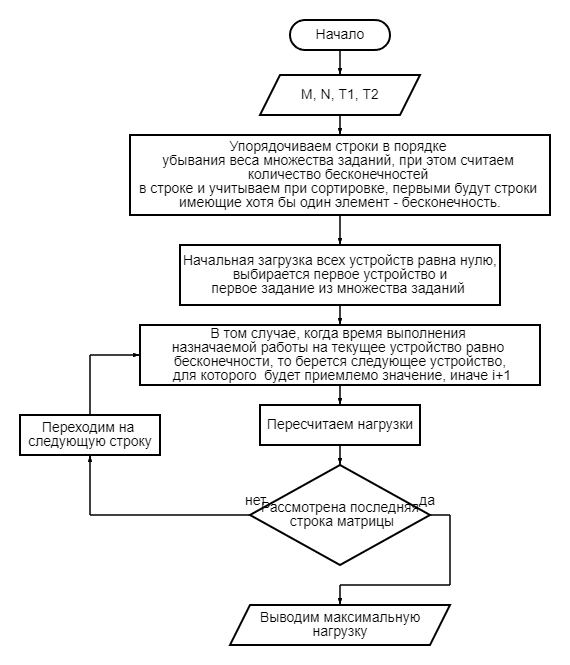 Начало
M, N, T1, T2
Упорядочиваем строки в порядке
убывания веса множества заданий, при этом считаем
количество бесконечностей
в строке и учитываем при сортировке, первыми будут строки
имеющие хотя бы один элемент - бесконечность.
Начальная загрузка всех устройств равна нулю,
выбирается первое устройство и
первое задание из множества заданий
В том случае, когда время выполнения
назначаемой работы на текущее устройство равно
бесконечности, то берется следующее устройство,
для которого будет приемлемо значение, иначе i+1
Пересчитаем нагрузки
Переходим на
следующую строку
нет
да
Рассмотрена последняя
строка матрицы
Выводим максимальную
нагрузку